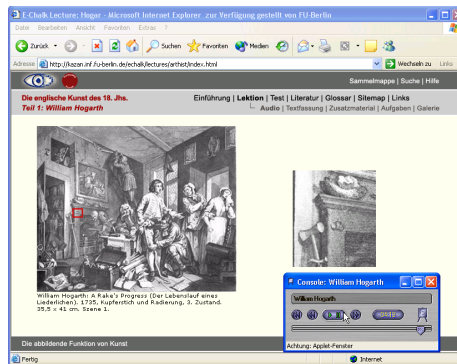 E-Chalk Lecture: Hogar - Microsoft Internet Explorer zur Verfügung gestellt von FU-Berlin
Datei Bearbeiten Ansicht Favoriten Extras ?
Zurück Suchen Favoriten Medien
Adresse http://kazan.inf.fu-berlin.de/echalk/lectures/arthist/index.html Wechseln zu Links
Sammelmappe | Suche | Hilfe
Die englische Kunst des 18. Jhs. Einführung | Lektion | Test | Literatur | Glossar | Sitemap | Links
Teil 1: William Hogarth Audio | Textfassung | Zusatzmaterial | Aufgaben | Galerie
William Hogarth: A Rake's Progress (Der Lebenslauf eines
Liederlichen). 1735, Kupferstich und Radierung, 3. Zustand.
35,5 x 41 cm. Szene 1.
Console: William Hogarth
William Hogarth
Achtung: Applet-Fenster
Die abbildende Funktion von Kunst
Fertig Internet